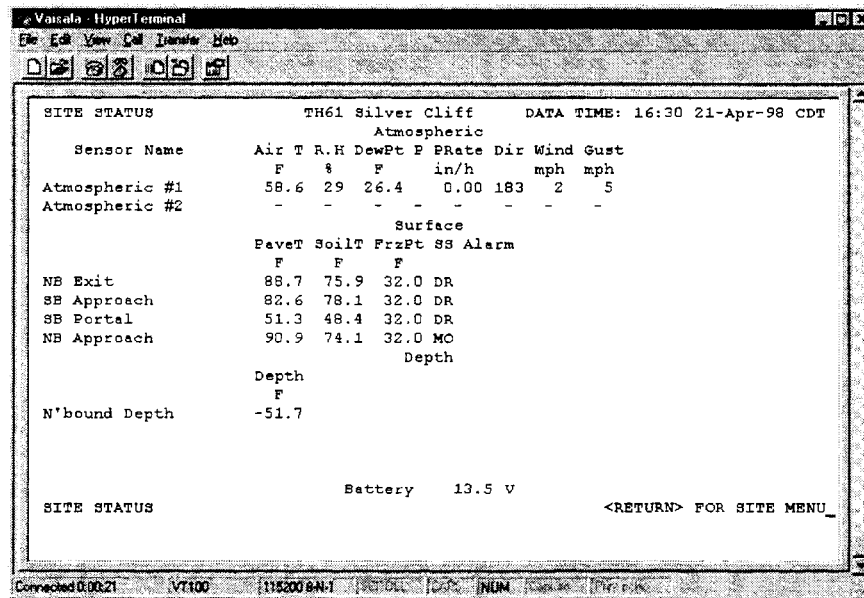 Vaisala - HyperTerminal
File Edit View Call Transfer Help
SITE STATUS TH61 Silver Cliff DATA TIME: 16:30 21-Apr-98 CDT
Atmospheric
Sensor Name Air T R.H DewPt P PRate Dir Wind Gust
F % F in/h mph mph
Atmospheric #1 58.6 29 26.4 0.00 183 2 5
Atmospheric #2 - - - - - - - -
Surface
PaveT SoilT FrzPt SS Alarm
F F F
NB Exit 88.7 75.9 32.0 DR
SB Approach 82.6 78.1 32.0 DR
SB Portal 51.3 48.4 32.0 DR
NB Approach 90.9 74.1 32.0 MO
Depth
Depth
F
N'bound Depth -51.7
Battery 13.5 V
SITE STATUS <RETURN> FOR SITE MENU_
Connected 0:00:21 VT100 115200 8-N-1 NUM